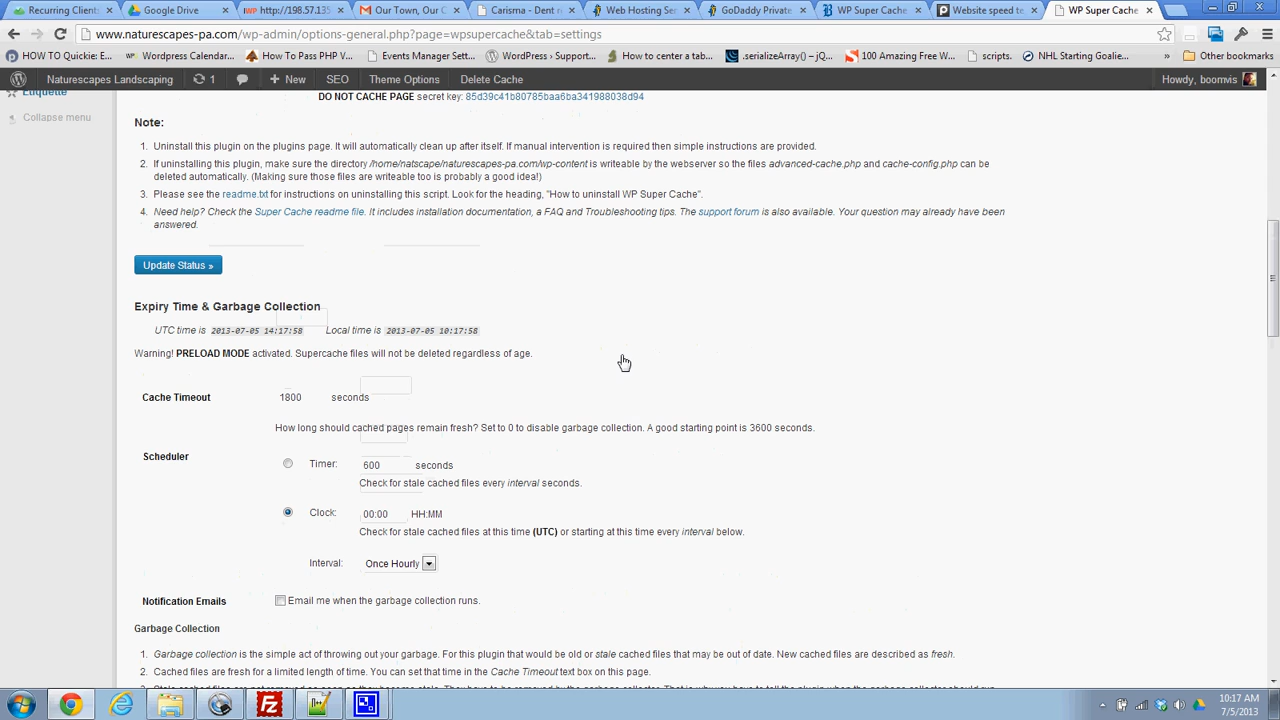 Recurring Clients
Google Drive
http://198.57.135
Our Town, Our C
Carisma - Dent re
Web Hosting Serv
GoDaddy Private
WP Super Cache
Website speed te
WP Super Cache
www.naturescapes-pa.com/wp-admin/options-general.php?page=wpsupercache&tab=settings
HOW TO Quickie: E...
Wordpress Calendar...
How To Pass PHP V...
Events Manager Sett...
WordPress › Support...
How to center a tab...
.serializeArray() – jQ...
100 Amazing Free W...
scripts.
NHL Starting Goalie...
Other bookmarks
Naturescapes Landscaping
1
+ New
SEO
Theme Options
Delete Cache
Howdy, boomvis
Etiquette
Collapse menu
DO NOT CACHE PAGE secret key: 85d39c41b80785baa6ba341988038d94
Note:
1. Uninstall this plugin on the plugins page. It will automatically clean up after itself. If manual intervention is required then simple instructions are provided.
2. If uninstalling this plugin, make sure the directory /home/natscape/naturescapes-pa.com/wp-content is writeable by the webserver so the files advanced-cache.php and cache-config.php can be
deleted automatically. (Making sure those files are writeable too is probably a good idea!)
3. Please see the readme.txt for instructions on uninstalling this script. Look for the heading, "How to uninstall WP Super Cache".
4. Need help? Check the Super Cache readme file. It includes installation documentation, a FAQ and Troubleshooting tips. The support forum is also available. Your question may already have been
answered.
Update Status »
Expiry Time & Garbage Collection
UTC time is 2013-07-05 14:17:58 Local time is 2013-07-05 10:17:58
Warning! PRELOAD MODE activated. Supercache files will not be deleted regardless of age.
Cache Timeout
1800 seconds
How long should cached pages remain fresh? Set to 0 to disable garbage collection. A good starting point is 3600 seconds.
Scheduler
Timer: 600 seconds
Check for stale cached files every interval seconds.
Clock: 00:00 HH:MM
Check for stale cached files at this time (UTC) or starting at this time every interval below.
Interval: Once Hourly
Notification Emails
Email me when the garbage collection runs.
Garbage Collection
1. Garbage collection is the simple act of throwing out your garbage. For this plugin that would be old or stale cached files that may be out of date. New cached files are described as fresh.
2. Cached files are fresh for a limited length of time. You can set that time in the Cache Timeout text box on this page.
10:17 AM
7/5/2013